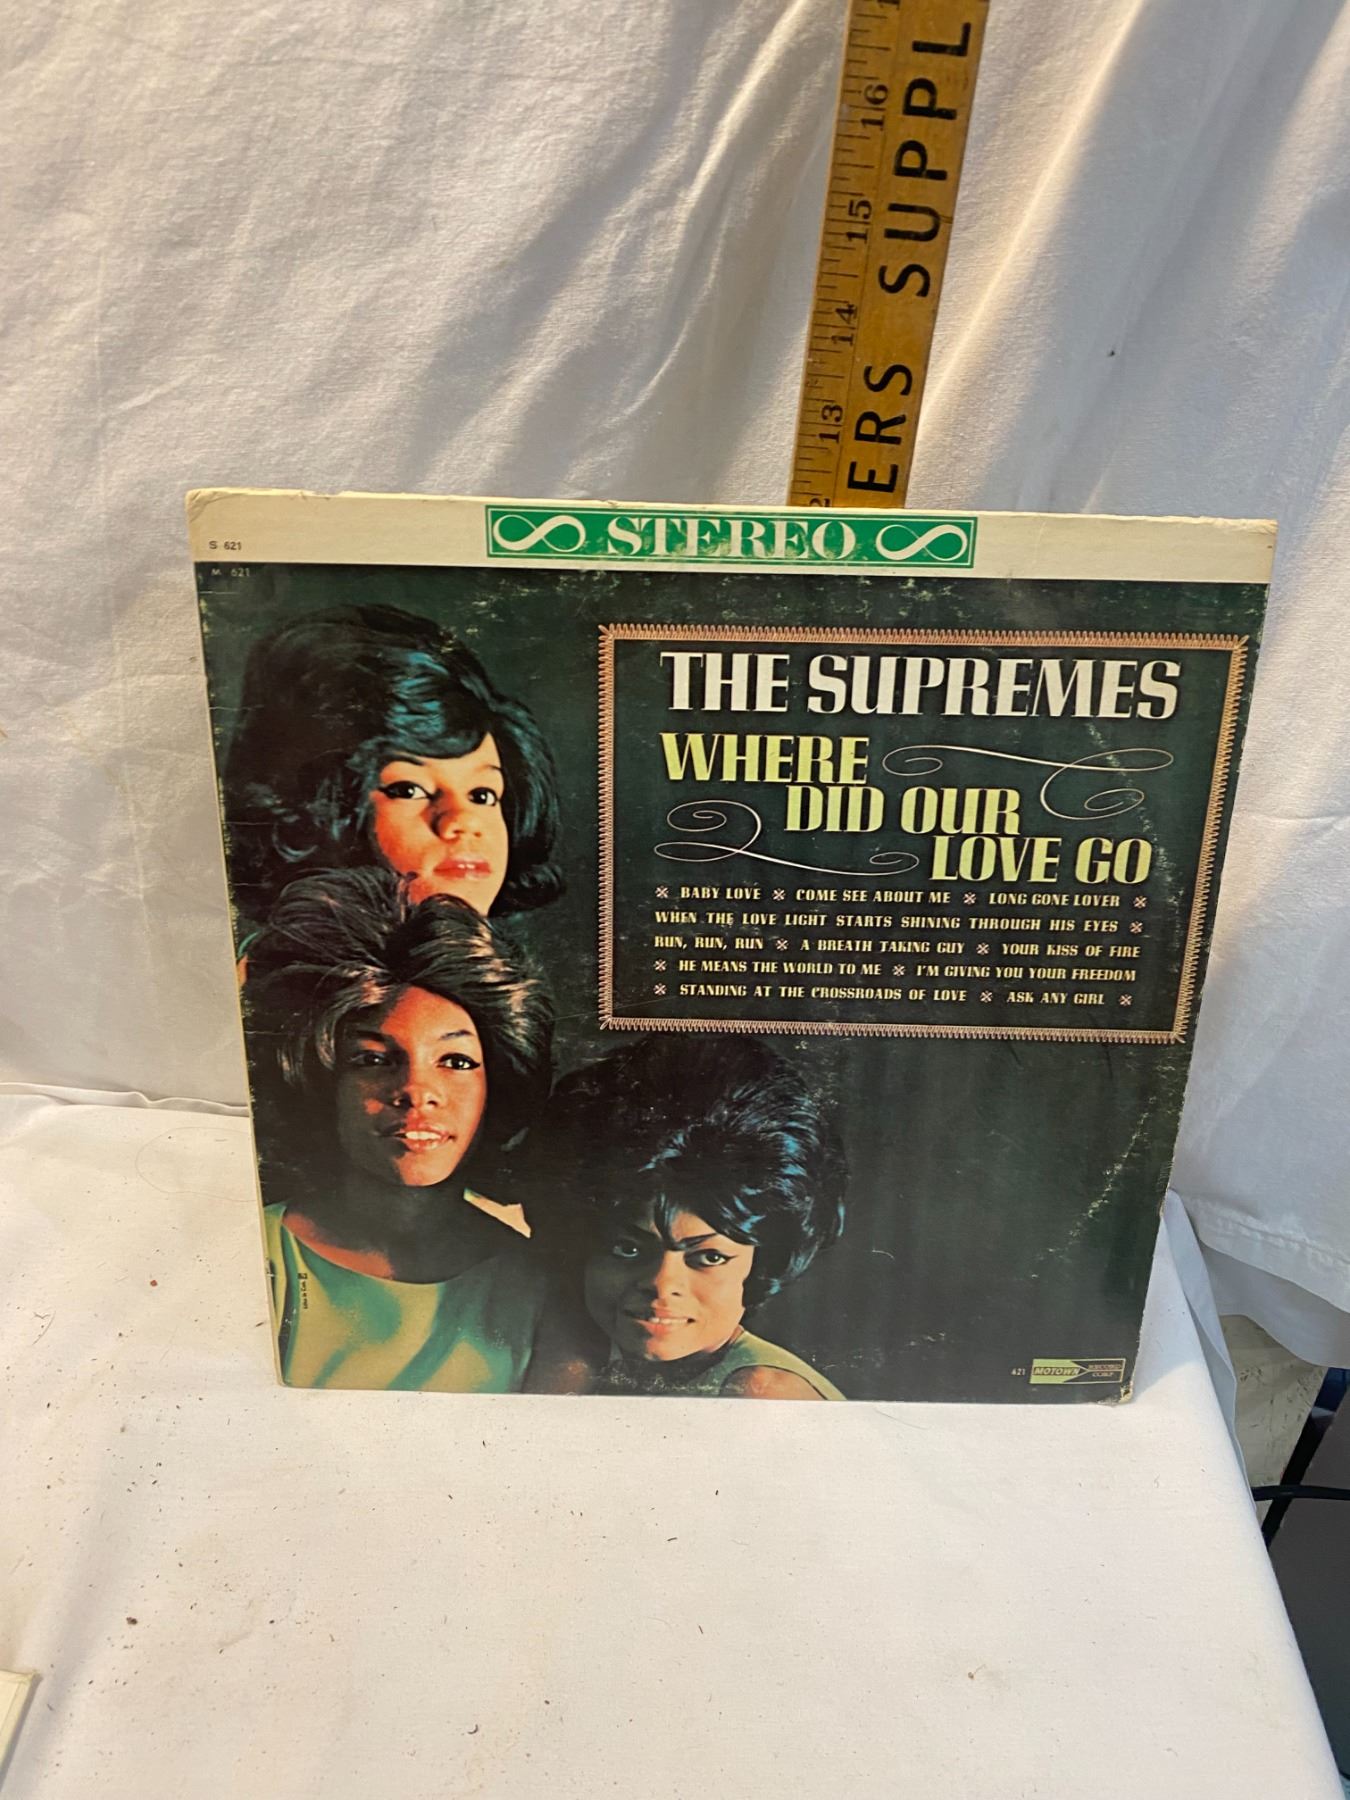 16
15
14
13
ERS SUPPL
STEREO
S 621
M 621
THE SUPREMES
WHERE
DID OUR
LOVE GO
※ BABY LOVE ※ COME SEE ABOUT ME ※ LONG GONE LOVER ※
WHEN THE LOVE LIGHT STARTS SHINING THROUGH HIS EYES ※
RUN, RUN, RUN ※ A BREATH TAKING GUY ※ YOUR KISS OF FIRE
※ HE MEANS THE WORLD TO ME ※ I'M GIVING YOU YOUR FREEDOM
※ STANDING AT THE CROSSROADS OF LOVE ※ ASK ANY GIRL ※
621 MOTOWN RECORD
CORP